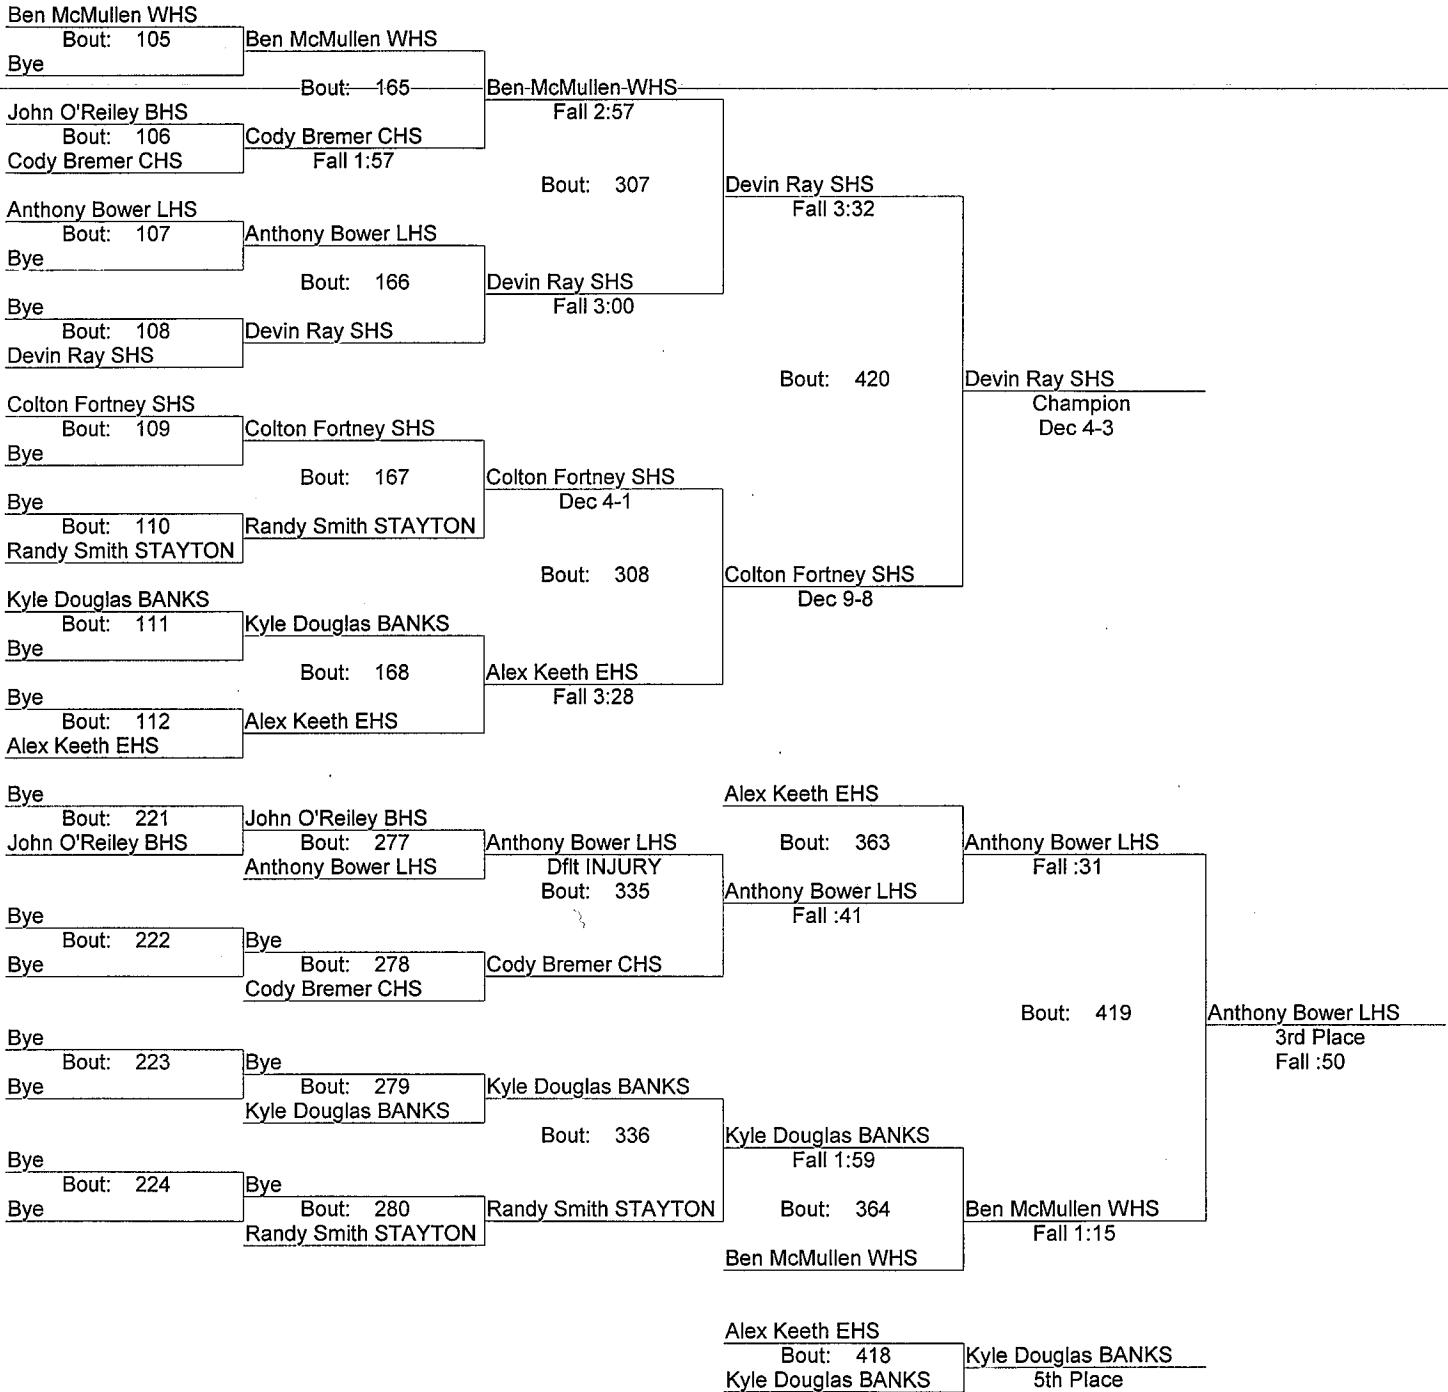 Ben McMullen WHS
Bout: 105
Bye
Ben McMullen WHS
Bout: 165
Ben McMullen WHS
Fall 2:57
John O'Reiley BHS
Bout: 106
Cody Bremer CHS
Cody Bremer CHS
Fall 1:57
Bout: 307
Devin Ray SHS
Fall 3:32
Anthony Bower LHS
Bout: 107
Bye
Anthony Bower LHS
Bout: 166
Devin Ray SHS
Fall 3:00
Bye
Bout: 108
Devin Ray SHS
Devin Ray SHS
Bout: 420
Devin Ray SHS
Champion
Dec 4-3
Colton Fortney SHS
Bout: 109
Bye
Colton Fortney SHS
Bout: 167
Colton Fortney SHS
Dec 4-1
Bye
Bout: 110
Randy Smith STAYTON
Randy Smith STAYTON
Bout: 308
Colton Fortney SHS
Dec 9-8
Kyle Douglas BANKS
Bout: 111
Bye
Kyle Douglas BANKS
Bout: 168
Alex Keeth EHS
Fall 3:28
Bye
Bout: 112
Alex Keeth EHS
Alex Keeth EHS
Bye
Bout: 221
John O'Reiley BHS
John O'Reiley BHS
Bout: 277
Anthony Bower LHS
Anthony Bower LHS
Dflt INJURY
Bout: 335
Alex Keeth EHS
Bout: 363
Anthony Bower LHS
Fall :41
Anthony Bower LHS
Fall :31
Bye
Bout: 222
Bye
Bye
Bout: 278
Cody Bremer CHS
Cody Bremer CHS
Bout: 419
Anthony Bower LHS
3rd Place
Fall :50
Bye
Bout: 223
Bye
Bye
Bout: 279
Kyle Douglas BANKS
Kyle Douglas BANKS
Bout: 336
Kyle Douglas BANKS
Fall 1:59
Bye
Bout: 224
Bye
Bye
Bout: 280
Randy Smith STAYTON
Randy Smith STAYTON
Bout: 364
Ben McMullen WHS
Ben McMullen WHS
Fall 1:15
Alex Keeth EHS
Bout: 418
Kyle Douglas BANKS
Kyle Douglas BANKS
5th Place